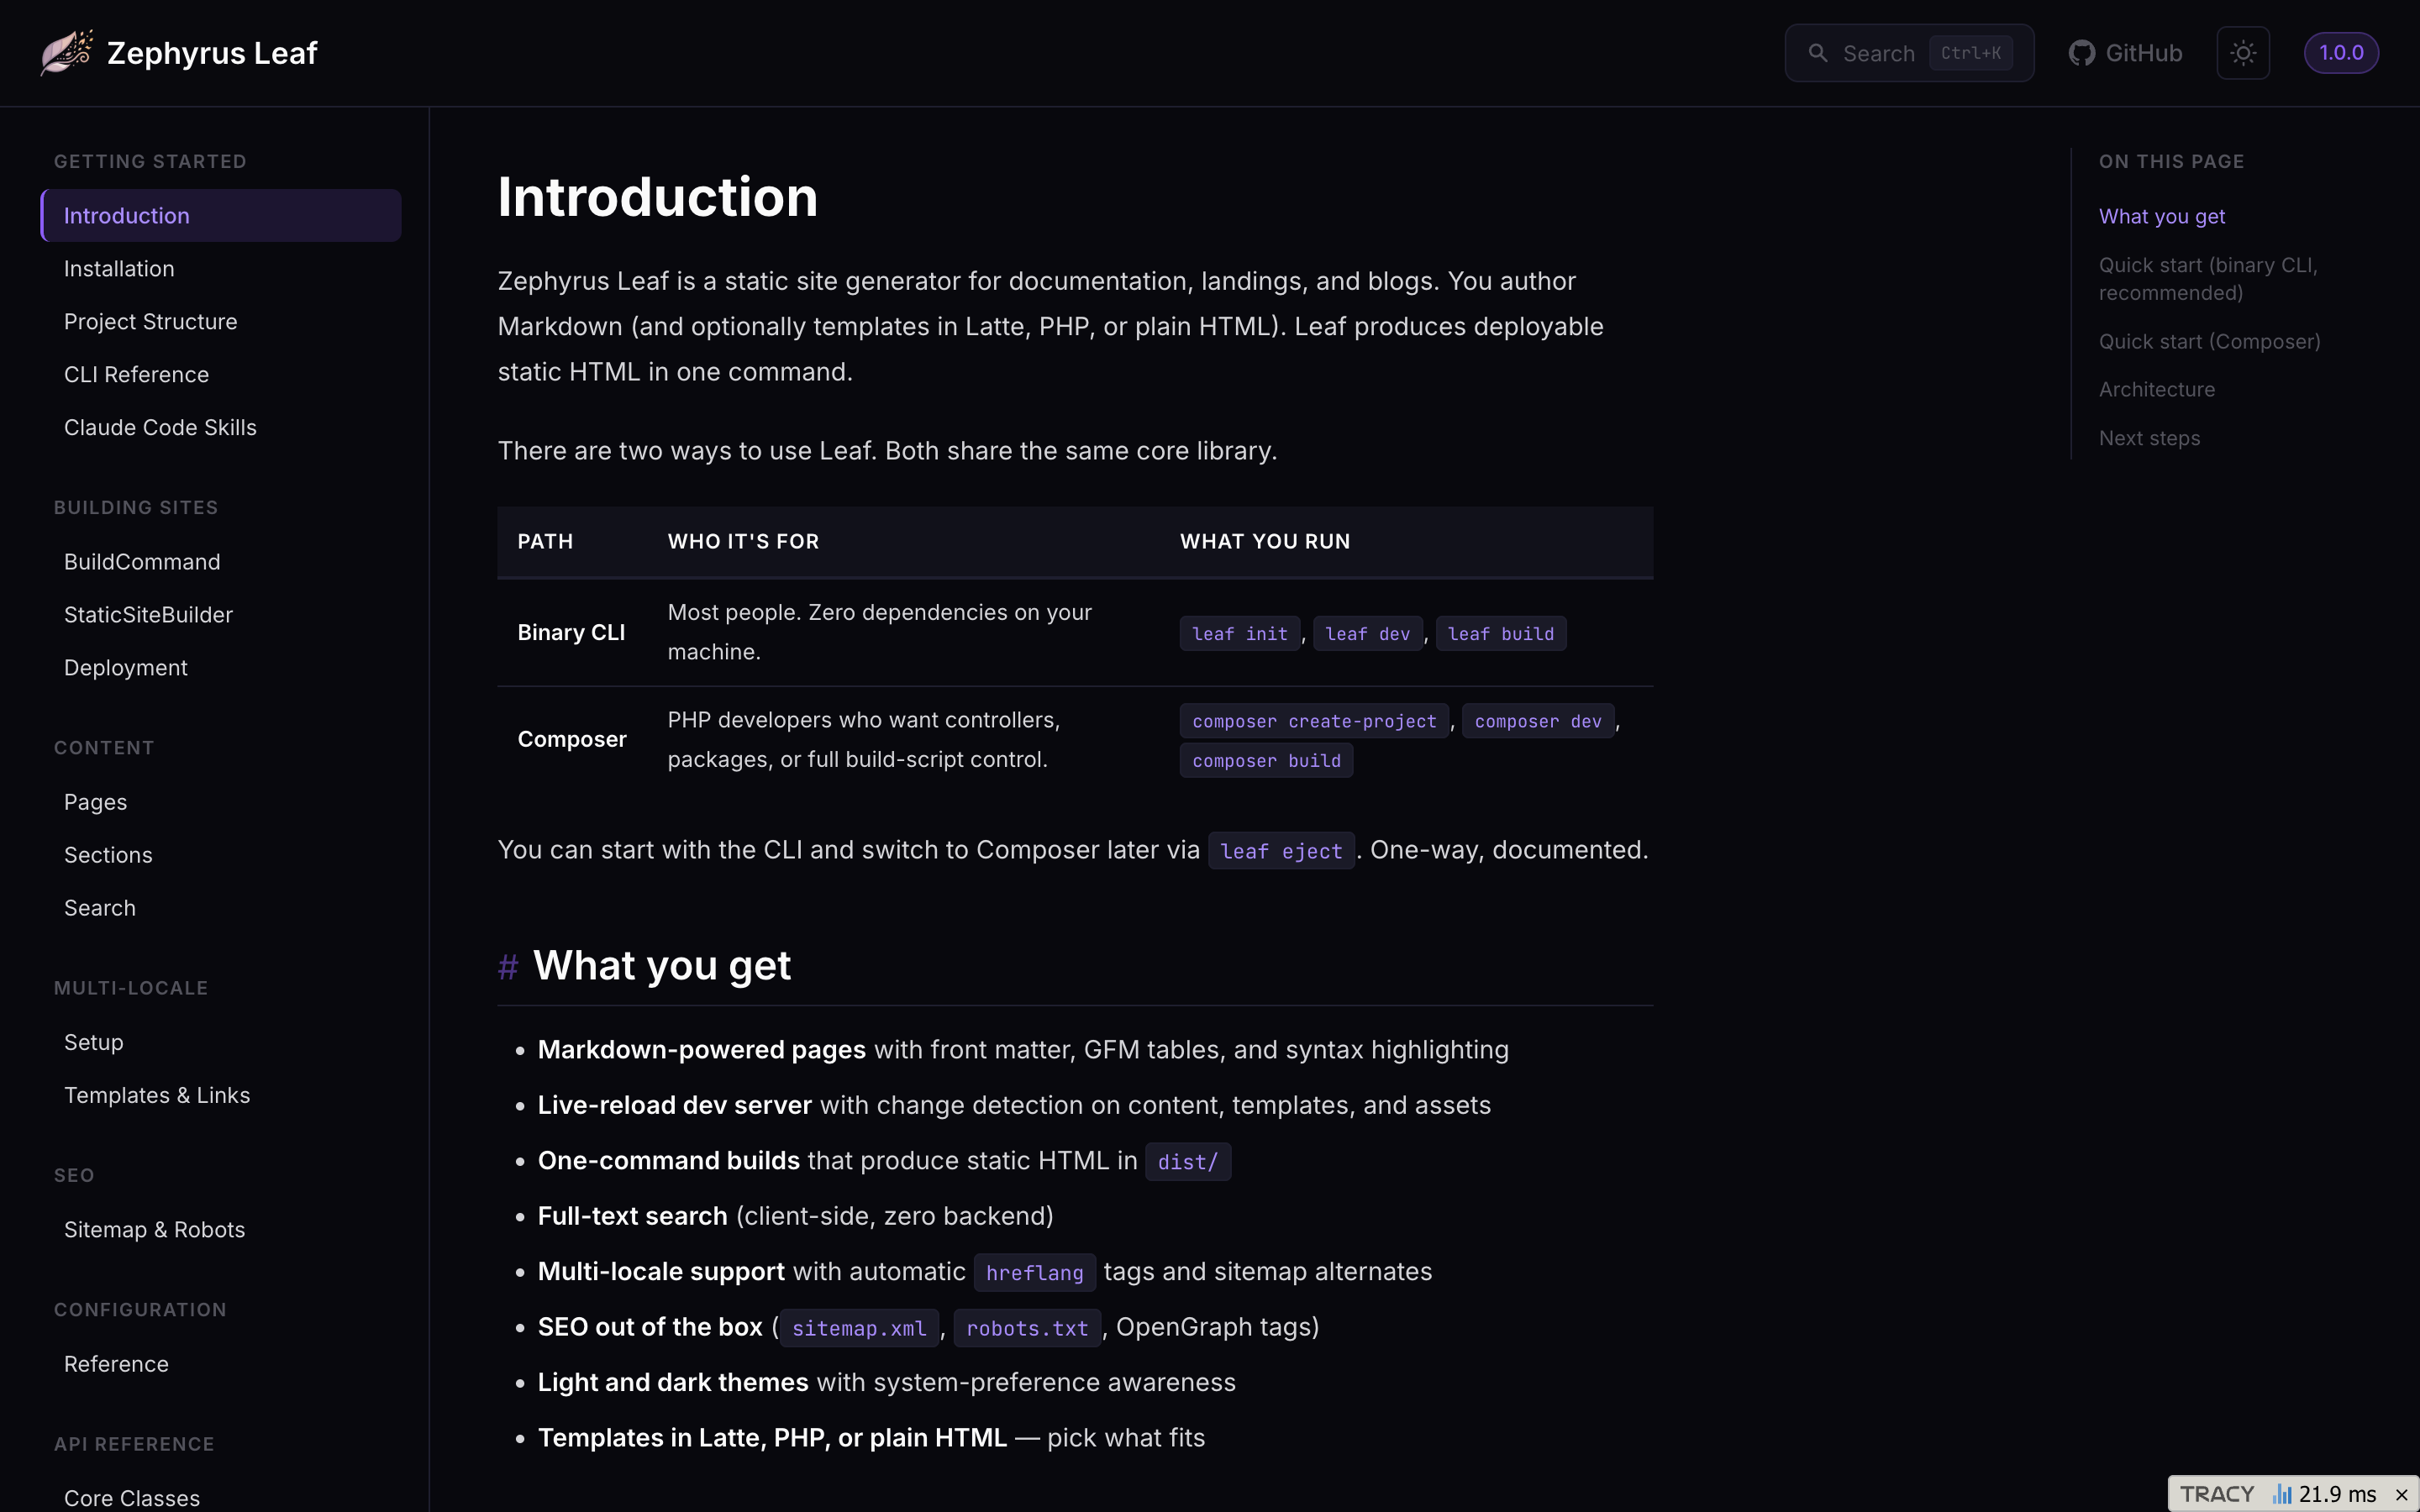 Zephyrus Leaf
Search Ctrl+K
GitHub
1.0.0
GETTING STARTED
Introduction
Installation
Project Structure
CLI Reference
Claude Code Skills
BUILDING SITES
BuildCommand
StaticSiteBuilder
Deployment
CONTENT
Pages
Sections
Search
MULTI-LOCALE
Setup
Templates & Links
SEO
Sitemap & Robots
CONFIGURATION
Reference
API REFERENCE
Core Classes
Introduction
Zephyrus Leaf is a static site generator for documentation, landings, and blogs. You author
Markdown (and optionally templates in Latte, PHP, or plain HTML). Leaf produces deployable
static HTML in one command.
There are two ways to use Leaf. Both share the same core library.
PATH WHO IT'S FOR WHAT YOU RUN
Binary CLI Most people. Zero dependencies on your machine. leaf init, leaf dev, leaf build
Composer PHP developers who want controllers, packages, or full build-script control. composer create-project, composer dev, composer build
You can start with the CLI and switch to Composer later via leaf eject. One-way, documented.
# What you get
• Markdown-powered pages with front matter, GFM tables, and syntax highlighting
• Live-reload dev server with change detection on content, templates, and assets
• One-command builds that produce static HTML in dist/
• Full-text search (client-side, zero backend)
• Multi-locale support with automatic hreflang tags and sitemap alternates
• SEO out of the box (sitemap.xml, robots.txt, OpenGraph tags)
• Light and dark themes with system-preference awareness
• Templates in Latte, PHP, or plain HTML — pick what fits
ON THIS PAGE
What you get
Quick start (binary CLI,
recommended)
Quick start (Composer)
Architecture
Next steps
TRACY 21.9 ms ×